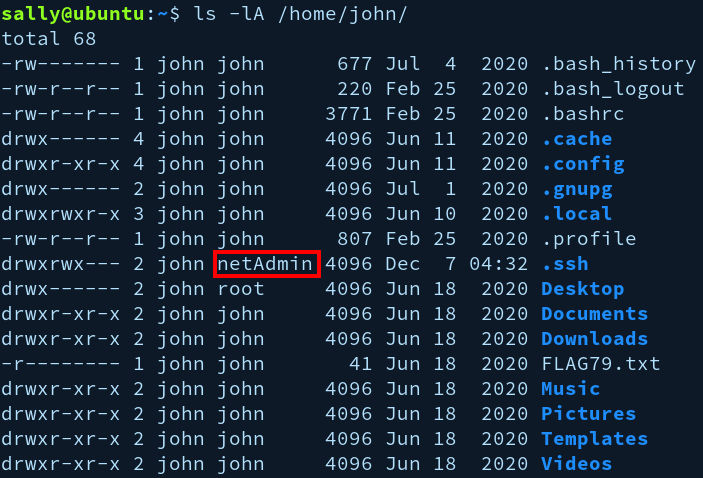 sally@ubuntu:~$ ls -lA /home/john/
total 68
-rw------- 1 john john 677 Jul 4 2020 .bash_history
-rw-r--r-- 1 john john 220 Feb 25 2020 .bash_logout
-rw-r--r-- 1 john john 3771 Feb 25 2020 .bashrc
drwx------ 4 john john 4096 Jun 11 2020 .cache
drwxr-xr-x 4 john john 4096 Jun 11 2020 .config
drwx------ 2 john john 4096 Jul 1 2020 .gnupg
drwxrwxr-x 3 john john 4096 Jun 10 2020 .local
-rw-r--r-- 1 john john 807 Feb 25 2020 .profile
drwxrwx--- 2 john netAdmin 4096 Dec 7 04:32 .ssh
drwx------ 2 john root 4096 Jun 18 2020 Desktop
drwxr-xr-x 2 john john 4096 Jun 18 2020 Documents
drwxr-xr-x 2 john john 4096 Jun 18 2020 Downloads
-r-------- 1 john john 41 Jun 18 2020 FLAG79.txt
drwxr-xr-x 2 john john 4096 Jun 18 2020 Music
drwxr-xr-x 2 john john 4096 Jun 18 2020 Pictures
drwxr-xr-x 2 john john 4096 Jun 18 2020 Templates
drwxr-xr-x 2 john john 4096 Jun 18 2020 Videos